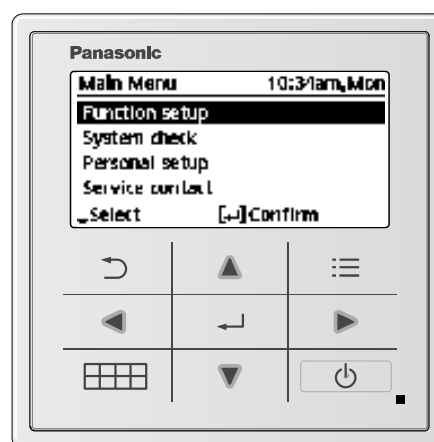 Panasonic
Main Menu 10:34am,Mon
Function setup
System check
Personal setup
Service contact
Select [↵]Confirm